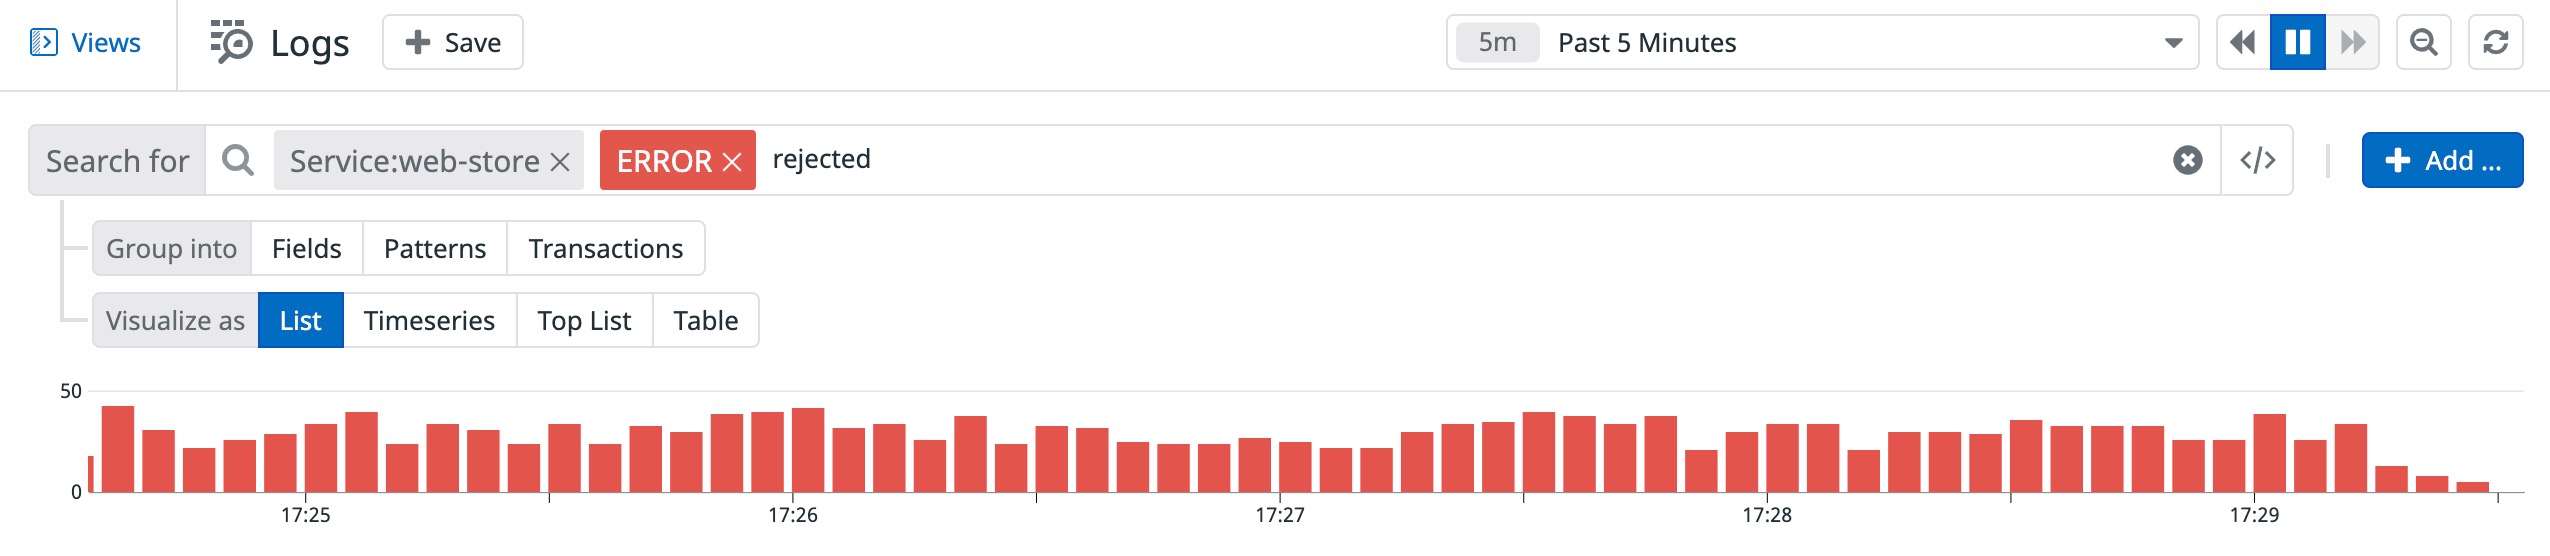 Views Logs + Save 5m Past 5 Minutes
Search for Service:web-store × ERROR × rejected </> + Add ...
Group into Fields Patterns Transactions
Visualize as List Timeseries Top List Table
50
0
17:25 17:26 17:27 17:28 17:29